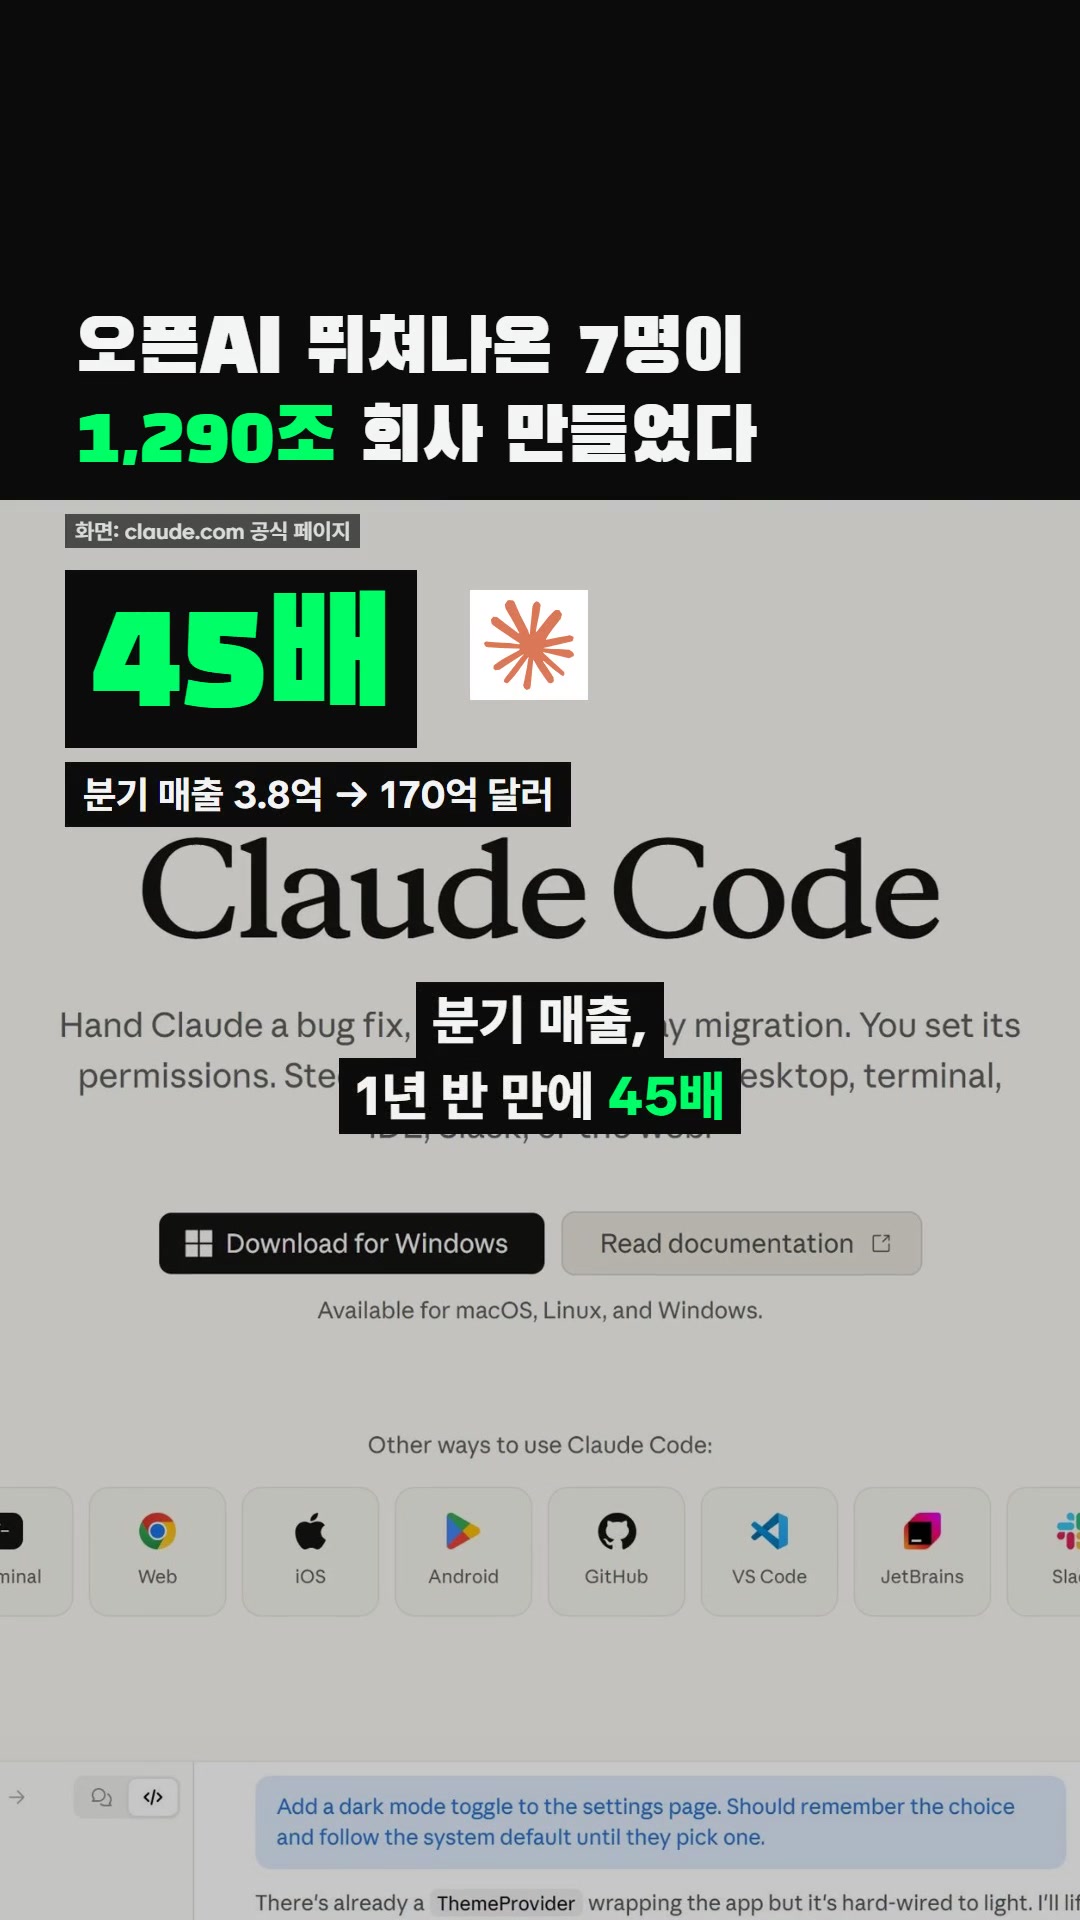 오픈AI 뛰쳐나온 7명이
1,290조 회사 만들었다
화면: claude.com 공식 페이지
45배
분기 매출 3.8억 → 170억 달러
Claude Code
Hand Claude a bug fix, 분기 매출, migration. You set its
permissions. 1년 반 만에 45배 desktop, terminal,
Download for Windows
Read documentation
Available for macOS, Linux, and Windows.
Other ways to use Claude Code:
Web
iOS
Android
GitHub
VS Code
JetBrains
Add a dark mode toggle to the settings page. Should remember the choice
and follow the system default until they pick one.
There's already a ThemeProvider wrapping the app but it's hard-wired to light. I'll